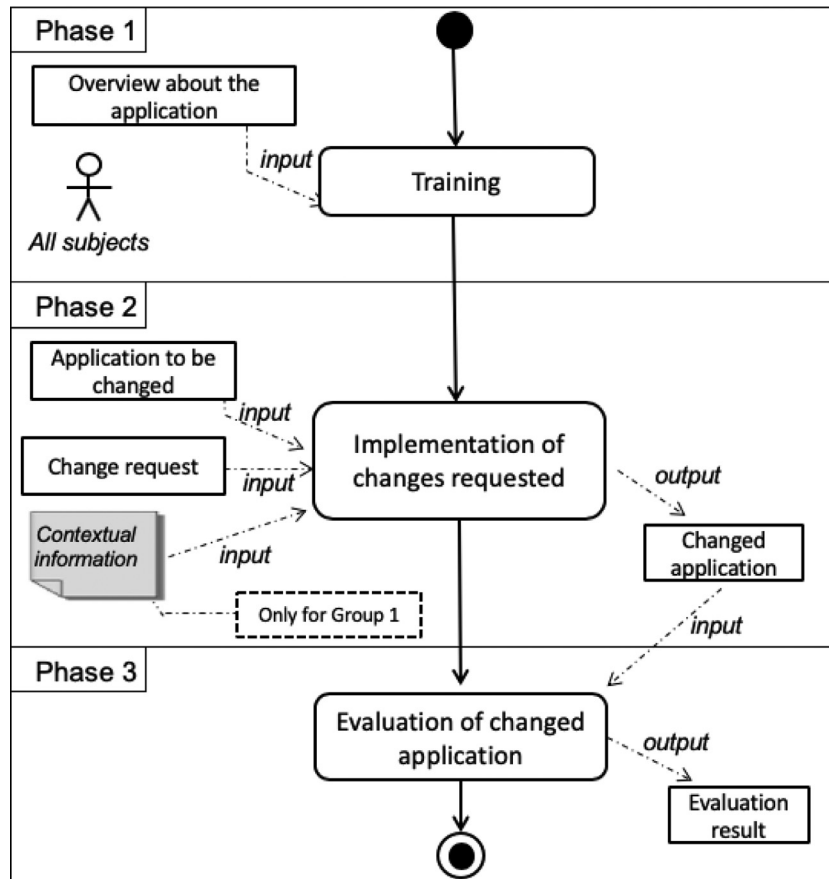 Phase 1
Overview about the
application
input
Training
All subjects
Phase 2
Application to be
changed
input
Implementation of
changes requested
Change request
input
output
Contextual
information
input
Changed
application
Only for Group 1
input
Phase 3
Evaluation of changed
application
output
Evaluation
result